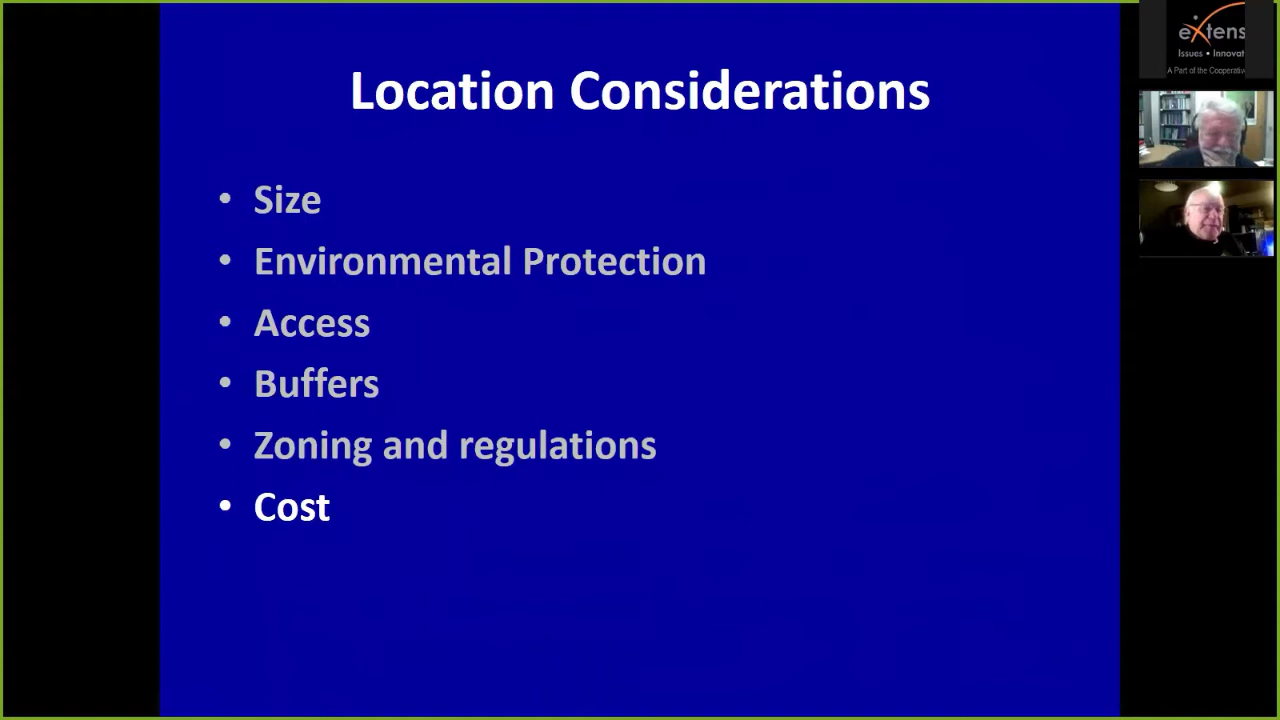 Location Considerations
• Size
• Environmental Protection
• Access
• Buffers
• Zoning and regulations
• Cost
eXtens
Issues • Innovat
A Part of the Cooperativ